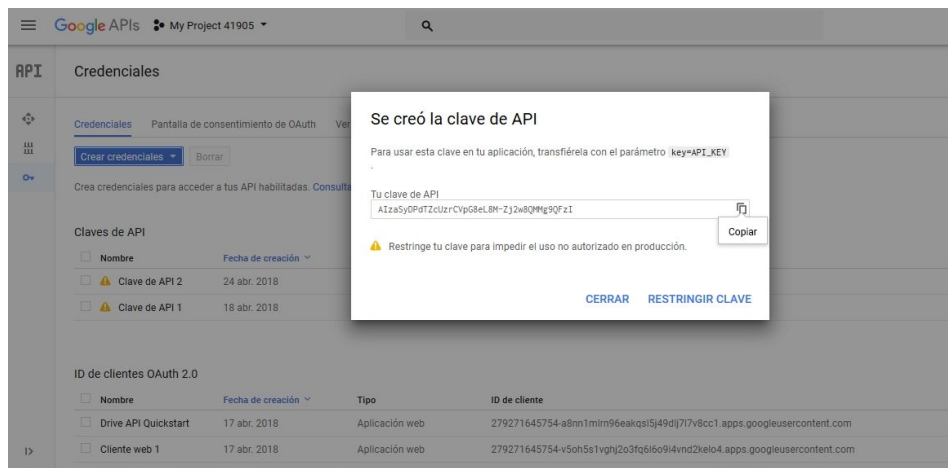 Google APIs My Project 41905
API Credenciales
Credenciales Pantalla de consentimiento de OAuth Ver
Crear credenciales Borrar
Crea credenciales para acceder a tus API habilitadas. Consulta
Claves de API
Nombre Fecha de creación
Clave de API 2 24 abr. 2018
Clave de API 1 18 abr. 2018
Se creó la clave de API
Para usar esta clave en tu aplicación, transfiérela con el parámetro key=API_KEY
.
Tu clave de API
AIzaSyDPdTZcUzrCVpG8eL8M-Zj2w8QMMg9QFzI
Copiar
Restringe tu clave para impedir el uso no autorizado en producción.
CERRAR RESTRINGIR CLAVE
ID de clientes OAuth 2.0
Nombre Fecha de creación Tipo ID de cliente
Drive API Quickstart 17 abr. 2018 Aplicación web 279271645754-a8nn1mlrn96eakqsl5j49dlj7l7v8cc1.apps.googleusercontent.com
Cliente web 1 17 abr. 2018 Aplicación web 279271645754-v5oh5s1vghj2o3fq6l6o9i4vnd2kelo4.apps.googleusercontent.com